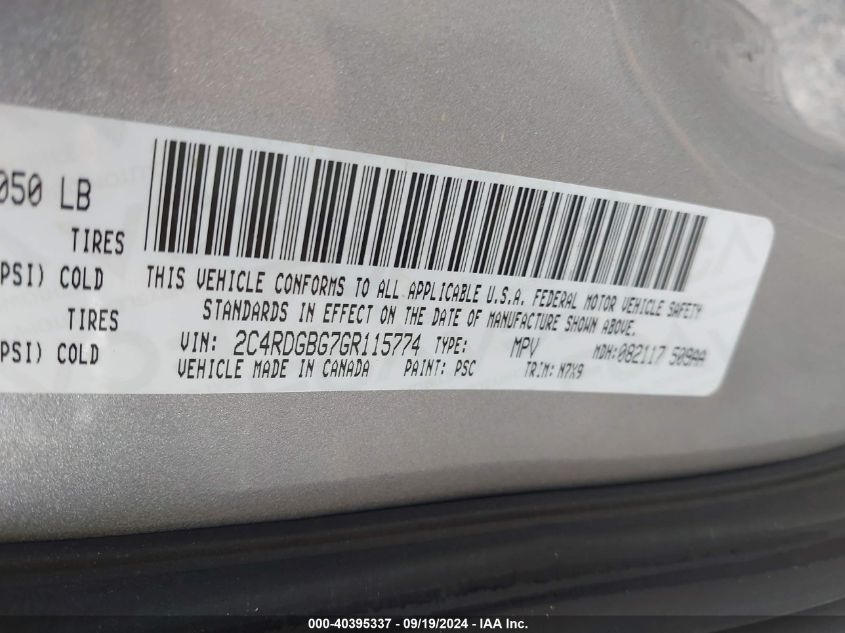 050 LB
TIRES
PSI) COLD
TIRES
PSI) COLD
THIS VEHICLE CONFORMS TO ALL APPLICABLE U.S.A. FEDERAL MOTOR VEHICLE SAFETY
STANDARDS IN EFFECT ON THE DATE OF MANUFACTURE SHOWN ABOVE.
VIN: 2C4RDGBG7GR115774 TYPE: MPV MDH:082117 509AA
VEHICLE MADE IN CANADA PAINT: PSC TRIM: N7X9
000-40395337 - 09/19/2024 - IAA Inc.